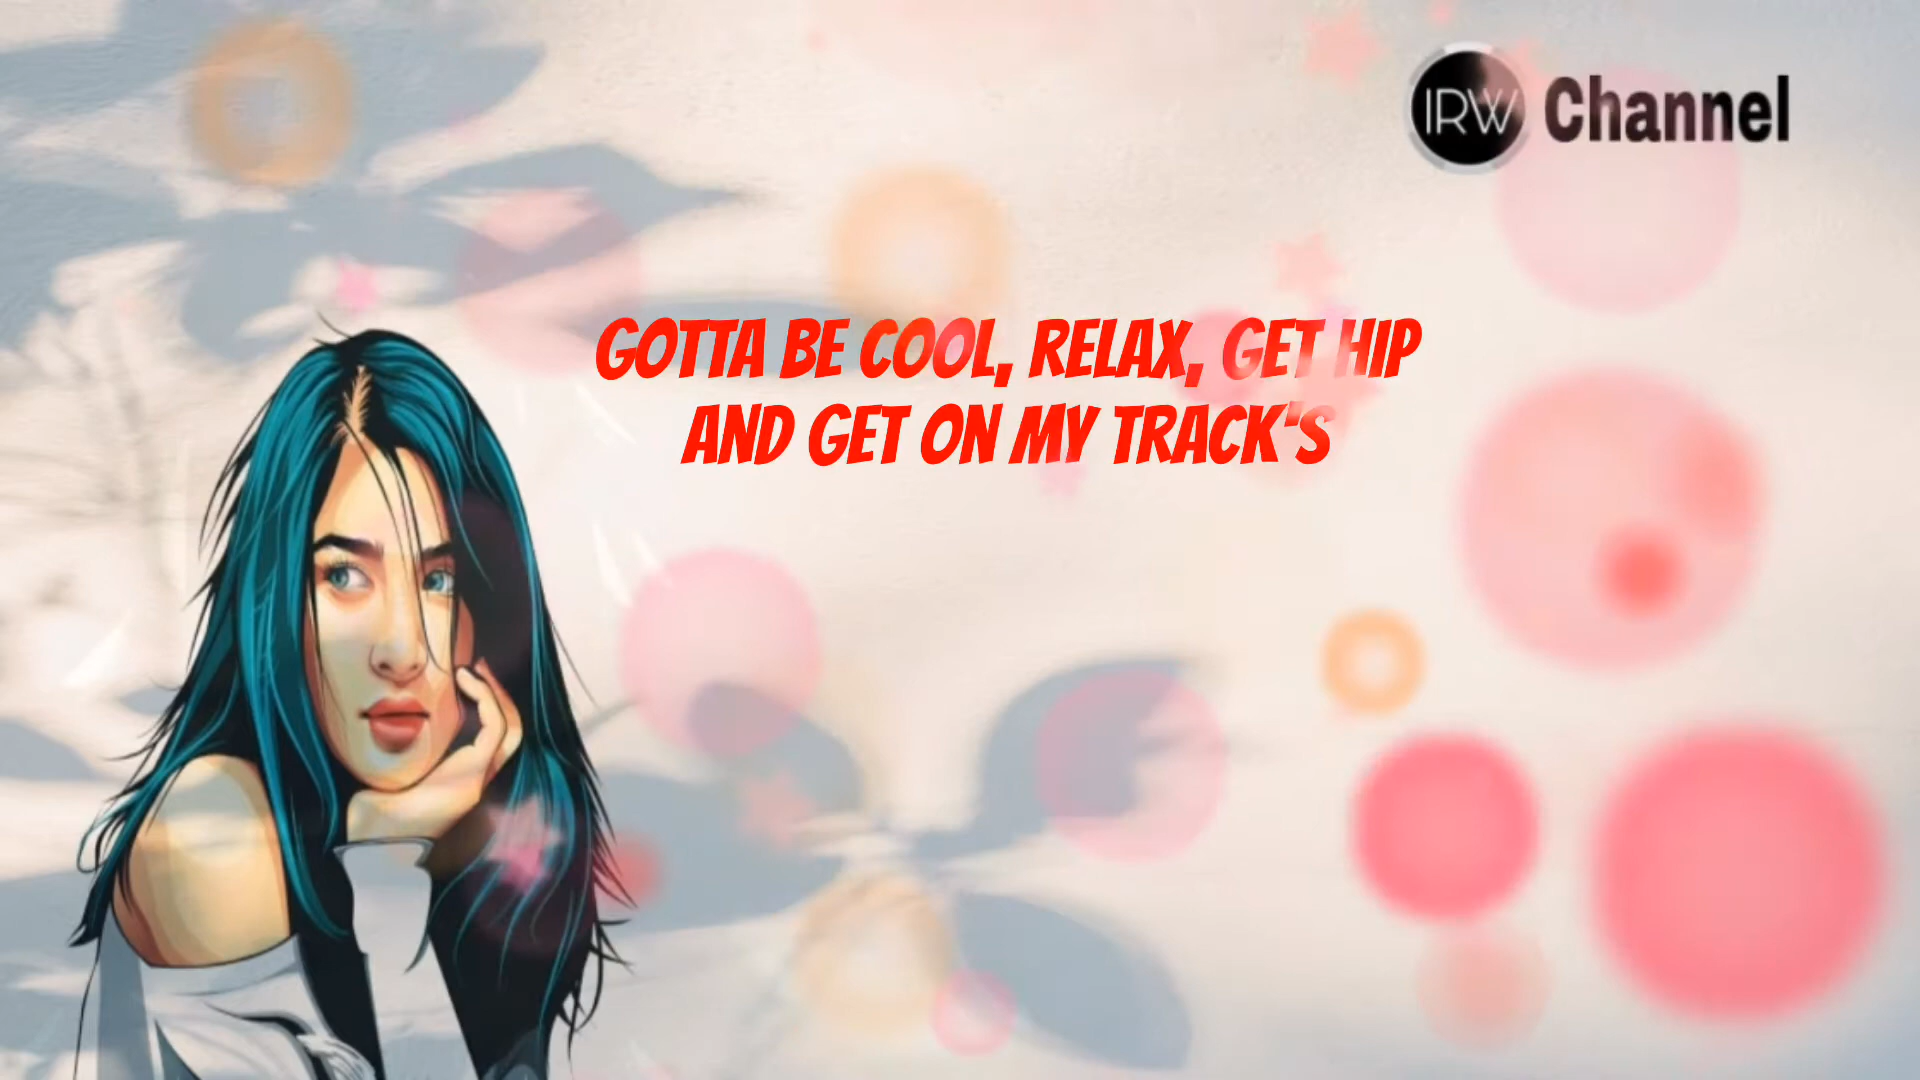 IRW Channel
GOTTA BE COOL, RELAX, GET HIP
AND GET ON MY TRACK'S